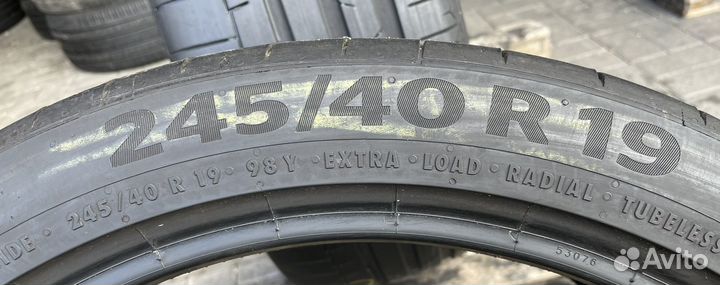 245/40 R 19
IDE · 245/40 R 19 · 98 Y · EXTRA · LOAD · RADIAL · TUBELESS
53076
Avito